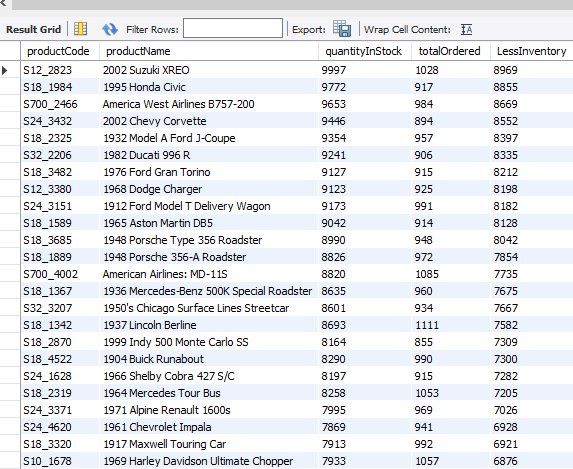 Result Grid Filter Rows: Export: Wrap Cell Content:
productCode productName quantityInStock totalOrdered LessInventory
S12_2823 2002 Suzuki XREO 9997 1028 8969
S18_1984 1995 Honda Civic 9772 917 8855
S700_2466 America West Airlines B757-200 9653 984 8669
S24_3432 2002 Chevy Corvette 9446 894 8552
S18_2325 1932 Model A Ford J-Coupe 9354 957 8397
S32_2206 1982 Ducati 996 R 9241 906 8335
S18_3482 1976 Ford Gran Torino 9127 915 8212
S12_3380 1968 Dodge Charger 9123 925 8198
S24_3151 1912 Ford Model T Delivery Wagon 9173 991 8182
S18_1589 1965 Aston Martin DB5 9042 914 8128
S18_3685 1948 Porsche Type 356 Roadster 8990 948 8042
S18_1889 1948 Porsche 356-A Roadster 8826 972 7854
S700_4002 American Airlines: MD-11S 8820 1085 7735
S18_1367 1936 Mercedes-Benz 500K Special Roadster 8635 960 7675
S32_3207 1950's Chicago Surface Lines Streetcar 8601 934 7667
S18_1342 1937 Lincoln Berline 8693 1111 7582
S18_2870 1999 Indy 500 Monte Carlo SS 8164 855 7309
S18_4522 1904 Buick Runabout 8290 990 7300
S24_1628 1966 Shelby Cobra 427 S/C 8197 915 7282
S18_2319 1964 Mercedes Tour Bus 8258 1053 7205
S24_3371 1971 Alpine Renault 1600s 7995 969 7026
S24_4620 1961 Chevrolet Impala 7869 941 6928
S18_3320 1917 Maxwell Touring Car 7913 992 6921
S10_1678 1969 Harley Davidson Ultimate Chopper 7933 1057 6876